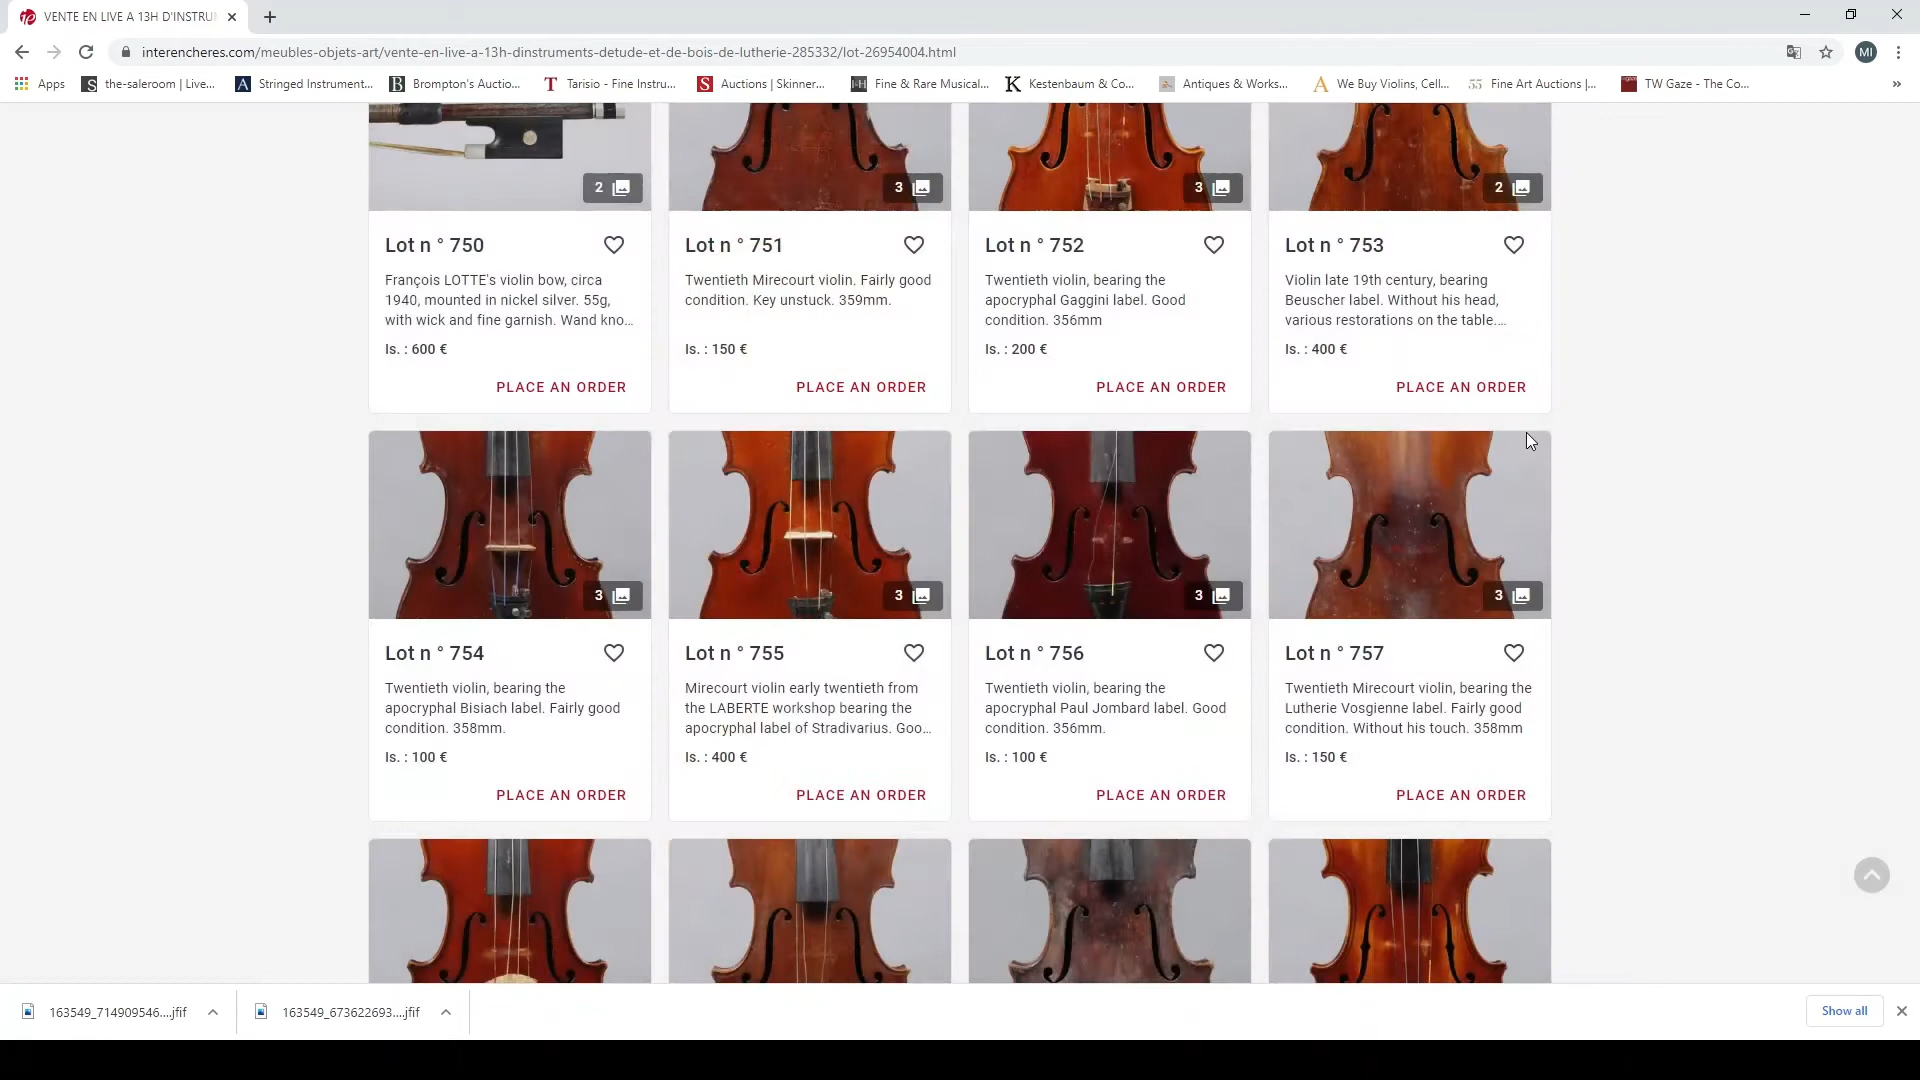 VENTE EN LIVE A 13H D'INSTRU
interencheres.com/meubles-objets-art/vente-en-live-a-13h-dinstruments-detude-et-de-bois-de-lutherie-285332/lot-26954004.html
MI
Apps
the-saleroom | Live...
Stringed Instrument...
Brompton's Auctio...
Tarisio - Fine Instru...
Auctions | Skinner...
Fine & Rare Musical...
Kestenbaum & Co...
Antiques & Works...
We Buy Violins, Cell...
Fine Art Auctions |...
TW Gaze - The Co...
2
3
3
2
Lot n ° 750
François LOTTE's violin bow, circa
1940, mounted in nickel silver. 55g,
with wick and fine garnish. Wand kno...
Is. : 600 €
PLACE AN ORDER
Lot n ° 751
Twentieth Mirecourt violin. Fairly good
condition. Key unstuck. 359mm.
Is. : 150 €
PLACE AN ORDER
Lot n ° 752
Twentieth violin, bearing the
apocryphal Gaggini label. Good
condition. 356mm
Is. : 200 €
PLACE AN ORDER
Lot n ° 753
Violin late 19th century, bearing
Beuscher label. Without his head,
various restorations on the table....
Is. : 400 €
PLACE AN ORDER
3
3
3
3
Lot n ° 754
Twentieth violin, bearing the
apocryphal Bisiach label. Fairly good
condition. 358mm.
Is. : 100 €
PLACE AN ORDER
Lot n ° 755
Mirecourt violin early twentieth from
the LABERTE workshop bearing the
apocryphal label of Stradivarius. Goo...
Is. : 400 €
PLACE AN ORDER
Lot n ° 756
Twentieth violin, bearing the
apocryphal Paul Jombard label. Good
condition. 356mm.
Is. : 100 €
PLACE AN ORDER
Lot n ° 757
Twentieth Mirecourt violin, bearing the
Lutherie Vosgienne label. Fairly good
condition. Without his touch. 358mm
Is. : 150 €
PLACE AN ORDER
163549_714909546....jfif
163549_673622693....jfif
Show all